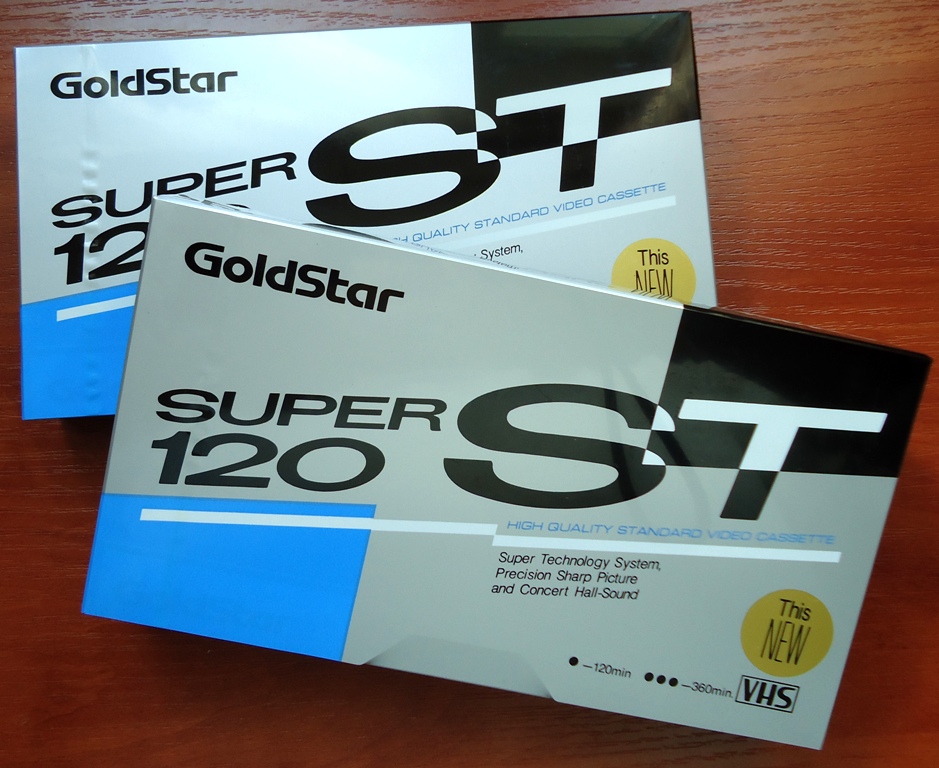 GoldStar
SUPER ST
12
QUALITY STANDARD VIDEO CASSETTE
System,
This
NEW
GoldStar
SUPER ST
120
HIGH QUALITY STANDARD VIDEO CASSETTE
Super Technology System,
Precision Sharp Picture
and Concert Hall-Sound
This
NEW
●—120min ●●●—360min.
VHS